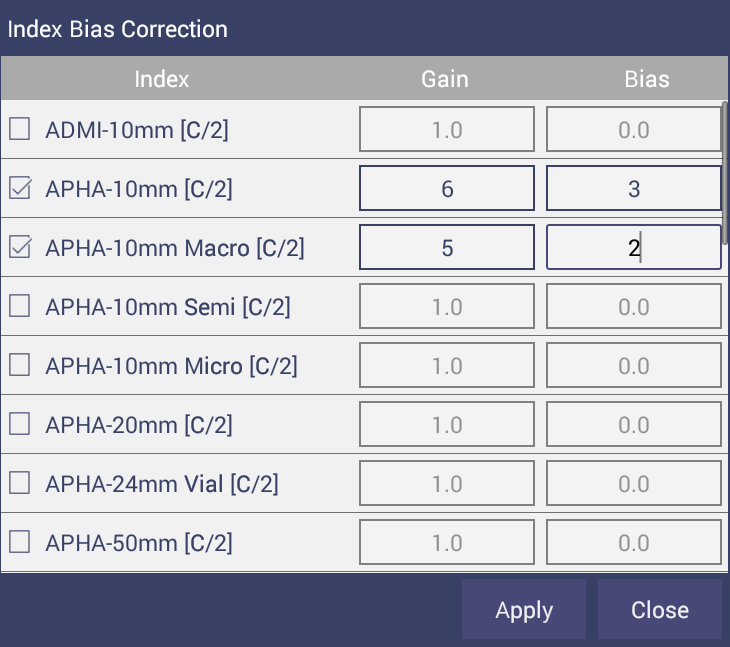 Index Bias Correction
Index Gain Bias
ADMI-10mm [C/2] 1.0 0.0
APHA-10mm [C/2] 6 3
APHA-10mm Macro [C/2] 5 2
APHA-10mm Semi [C/2] 1.0 0.0
APHA-10mm Micro [C/2] 1.0 0.0
APHA-20mm [C/2] 1.0 0.0
APHA-24mm Vial [C/2] 1.0 0.0
APHA-50mm [C/2] 1.0 0.0
Apply Close